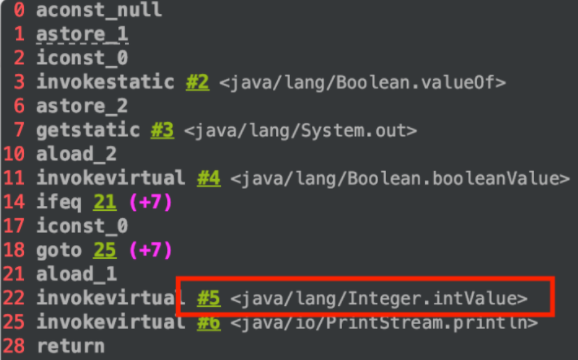 0 aconst_null
1 astore_1
2 iconst_0
3 invokestatic #2 <java/lang/Boolean.valueOf>
6 astore_2
7 getstatic #3 <java/lang/System.out>
10 aload_2
11 invokevirtual #4 <java/lang/Boolean.booleanValue>
14 ifeq 21 (+7)
17 iconst_0
18 goto 25 (+7)
21 aload_1
22 invokevirtual #5 <java/lang/Integer.intValue>
25 invokevirtual #6 <java/io/PrintStream.println>
28 return